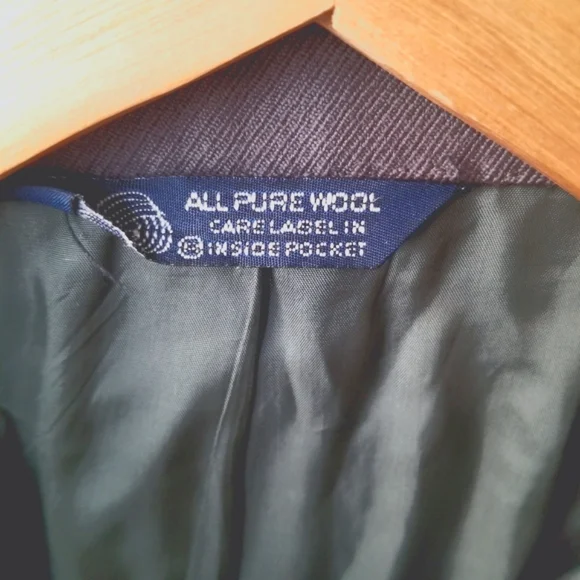 ALL PURE WOOL
CARE LABEL IN
® INSIDE POCKET